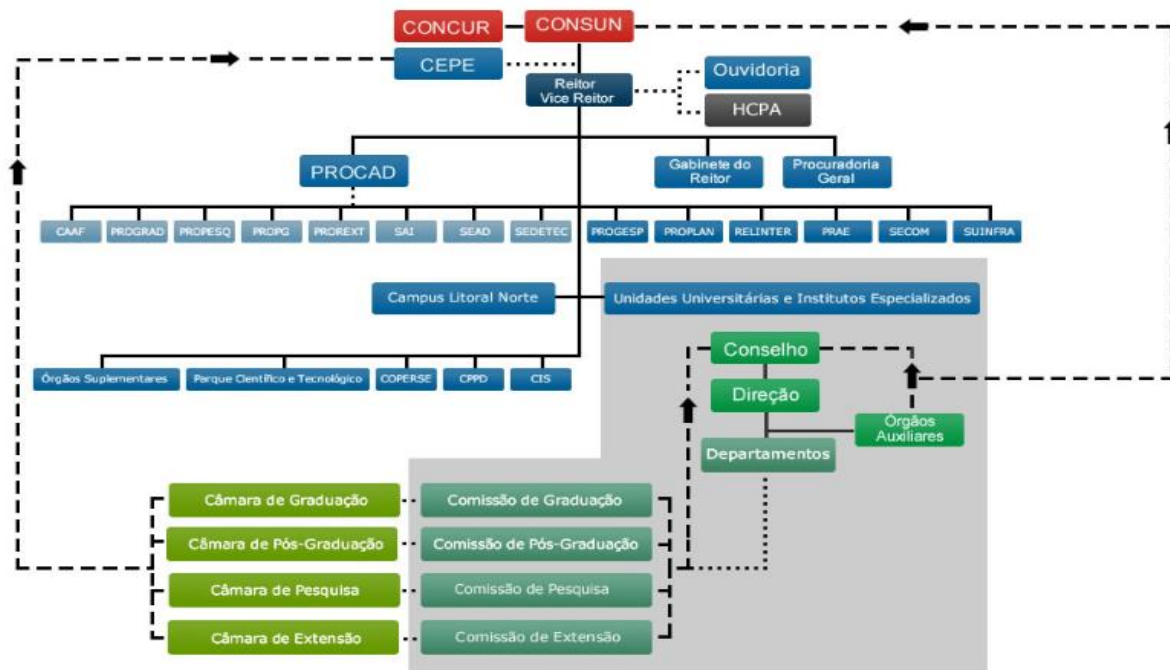 CONCUR
CONSUN
CEPE
Reitor
Vice Reitor
Ouvidoria
HCPA
PROCAD
Gabinete do
Reitor
Procuradoria
Geral
CAAF
PROGRAD
PROPESQ
PROPG
PROREXT
SAI
SEAD
SEDETEC
PROGESP
PROPLAN
RELINTER
PRAE
SECOM
SUINFRA
Campus Litoral Norte
Unidades Universitárias e Institutos Especializados
Órgãos Suplementares
Parque Científico e Tecnológico
COPERSE
CPPD
CIS
Conselho
Direção
Órgãos
Auxiliares
Departamentos
Câmara de Graduação
Comissão de Graduação
Câmara de Pós-Graduação
Comissão de Pós-Graduação
Câmara de Pesquisa
Comissão de Pesquisa
Câmara de Extensão
Comissão de Extensão